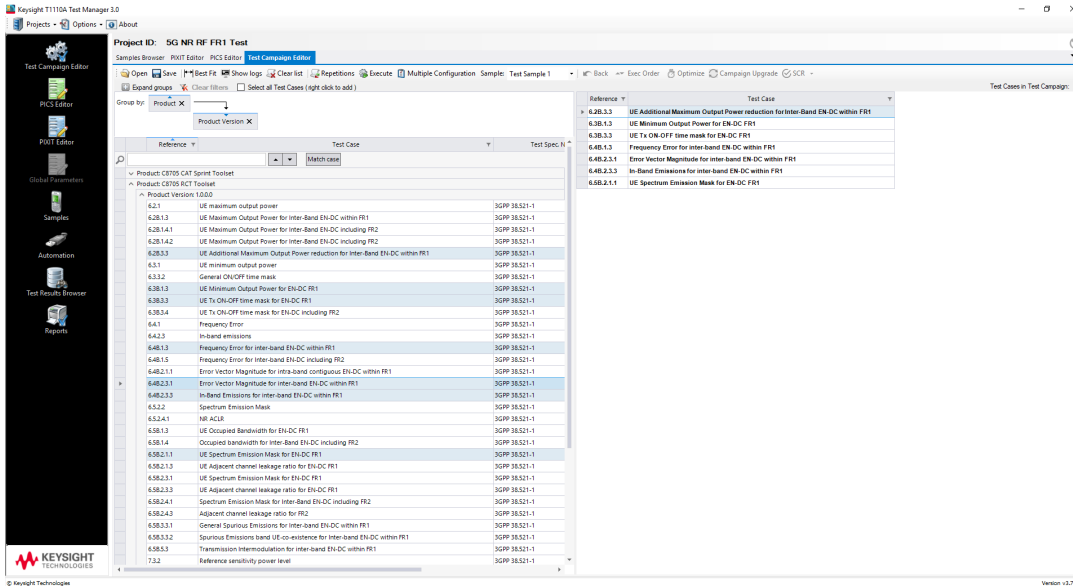 Keysight T1110A Test Manager 3.0
Projects Options About
Project ID: 5G NR RF FR1 Test
Samples Browser PIXIT Editor PICS Editor Test Campaign Editor
Open Save Best Fit Show logs Clear list Repetitions Execute Multiple Configuration Sample: Test Sample 1 Back Exec Order Optimize Campaign Upgrade SCR
Expand groups Clear filters Select all Test Cases (right click to add) Test Cases in Test Campaign:
Test Campaign Editor
PICS Editor
PIXIT Editor
Global Parameters
Samples
Automation
Test Results Browser
Reports
KEYSIGHT
TECHNOLOGIES
Group by: Product X
Product Version X
Reference Test Case Test Spec. N
Match case
Product: C8705 CAT Sprint Toolset
Product: C8705 RCT Toolset
Product Version: 1.0.0.0
6.2.1 UE maximum output power 3GPP 38.521-1
6.2B.1.3 UE Maximum Output Power for Inter-Band EN-DC within FR1 3GPP 38.521-1
6.2B.1.4.1 UE Maximum Output Power for Inter-Band EN-DC including FR2 3GPP 38.521-1
6.2B.1.4.2 UE Maximum Output Power for Inter-Band EN-DC including FR2 3GPP 38.521-1
6.2B.3.3 UE Additional Maximum Output Power reduction for Inter-Band EN-DC within FR1 3GPP 38.521-1
6.3.1 UE minimum output power 3GPP 38.521-1
6.3.3.2 General ON/OFF time mask 3GPP 38.521-1
6.3B.1.3 UE Minimum Output Power for EN-DC FR1 3GPP 38.521-1
6.3B.3.3 UE Tx ON-OFF time mask for EN-DC FR1 3GPP 38.521-1
6.3B.3.4 UE Tx ON-OFF time mask for EN-DC including FR2 3GPP 38.521-1
6.4.1 Frequency Error 3GPP 38.521-1
6.4.2.3 In-band emissions 3GPP 38.521-1
6.4B.1.3 Frequency Error for inter-band EN-DC within FR1 3GPP 38.521-1
6.4B.1.5 Frequency Error for Inter-band EN-DC including FR2 3GPP 38.521-1
6.4B.2.1.1 Error Vector Magnitude for intra-band contiguous EN-DC within FR1 3GPP 38.521-1
6.4B.2.3.1 Error Vector Magnitude for inter-band EN-DC within FR1 3GPP 38.521-1
6.4B.2.3.3 In-Band Emissions for inter-band EN-DC within FR1 3GPP 38.521-1
6.5.2.2 Spectrum Emission Mask 3GPP 38.521-1
6.5.2.4.1 NR ACLR 3GPP 38.521-1
6.5B.1.3 UE Occupied Bandwidth for EN-DC FR1 3GPP 38.521-1
6.5B.1.4 Occupied bandwidth for Inter-Band EN-DC including FR2 3GPP 38.521-1
6.5B.2.1.1 UE Spectrum Emission Mask for EN-DC FR1 3GPP 38.521-1
6.5B.2.1.3 UE Adjacent channel leakage ratio for EN-DC FR1 3GPP 38.521-1
6.5B.2.3.1 UE Spectrum Emission Mask for EN-DC FR1 3GPP 38.521-1
6.5B.2.3.3 UE Adjacent channel leakage ratio for EN-DC FR1 3GPP 38.521-1
6.5B.2.4.1 Spectrum Emission Mask for Inter-Band EN-DC including FR2 3GPP 38.521-1
6.5B.2.4.3 Adjacent channel leakage ratio for FR2 3GPP 38.521-1
6.5B.3.3.1 General Spurious Emissions for Inter-band EN-DC within FR1 3GPP 38.521-1
6.5B.3.3.2 Spurious Emissions band UE-co-existence for Inter-band EN-DC within FR1 3GPP 38.521-1
6.5B.5.3 Transmission Intermodulation for inter-band EN-DC within FR1 3GPP 38.521-1
7.3.2 Reference sensitivity power level 3GPP 38.521-1
Reference Test Case
6.2B.3.3 UE Additional Maximum Output Power reduction for Inter-Band EN-DC within FR1
6.3B.1.3 UE Minimum Output Power for EN-DC FR1
6.3B.3.3 UE Tx ON-OFF time mask for EN-DC FR1
6.4B.1.3 Frequency Error for inter-band EN-DC within FR1
6.4B.2.3.1 Error Vector Magnitude for inter-band EN-DC within FR1
6.4B.2.3.3 In-Band Emissions for inter-band EN-DC within FR1
6.5B.2.1.1 UE Spectrum Emission Mask for EN-DC FR1
© Keysight Technologies Version v3.7